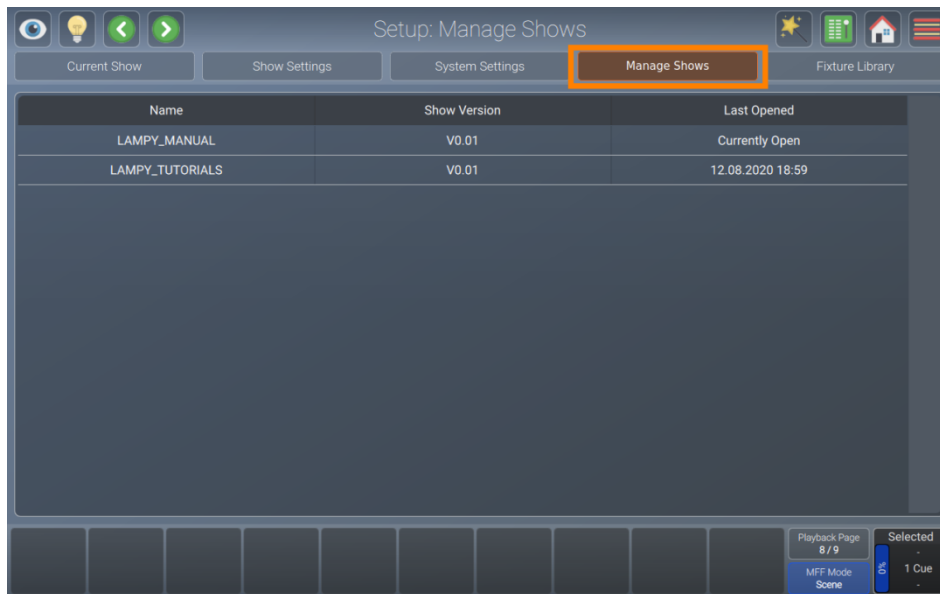 Setup: Manage Shows
Current Show
Show Settings
System Settings
Manage Shows
Fixture Library
Name Show Version Last Opened
LAMPY_MANUAL V0.01 Currently Open
LAMPY_TUTORIALS V0.01 12.08.2020 18:59
Playback Page
8 / 9
MFF Mode
Scene
0%
Selected
-
1 Cue
-